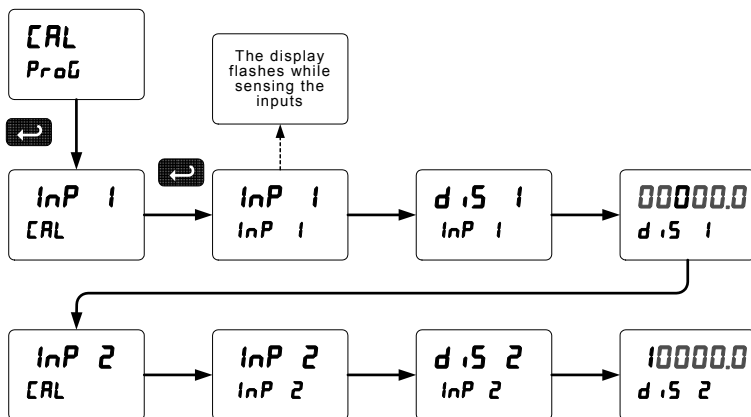 CAL
ProG
The display
flashes while
sensing the
inputs
InP 1
CAL
InP 1
InP 1
diS 1
InP 1
00000.0
diS 1
InP 2
CAL
InP 2
InP 2
diS 2
InP 2
10000.0
diS 2